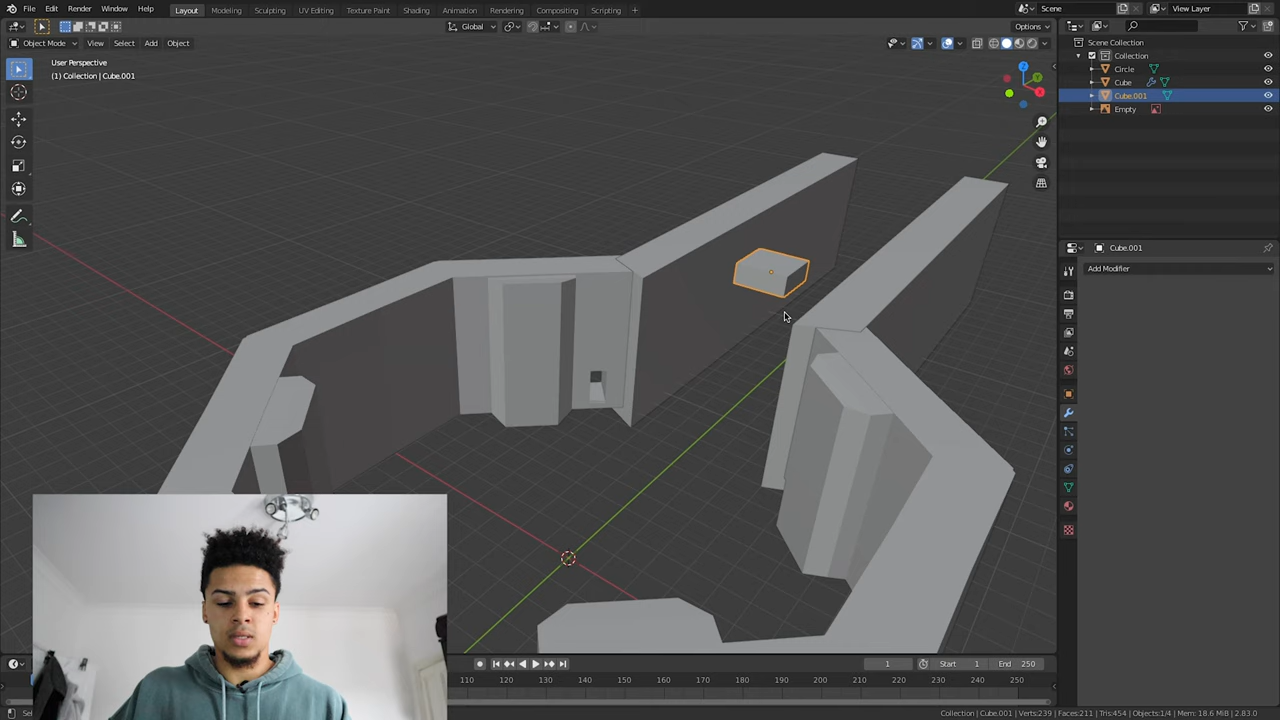 File Edit Render Window Help Layout Modeling Sculpting UV Editing Texture Paint Shading Animation Rendering Compositing Scripting + Scene View Layer
Global Options
Object Mode View Select Add Object
User Perspective
(1) Collection | Cube.001
Z
Y
X
Scene Collection
Collection
Circle
Cube
Cube.001
Empty
Cube.001
Add Modifier
1 Start 1 End 250
110 120 130 140 150 160 170 180 190 200 210 220 230 240 250
Collection | Cube.001 | Verts:239 | Faces:211 | Tris:454 | Objects:1/4 | Mem: 18.6 MiB | 2.83.0